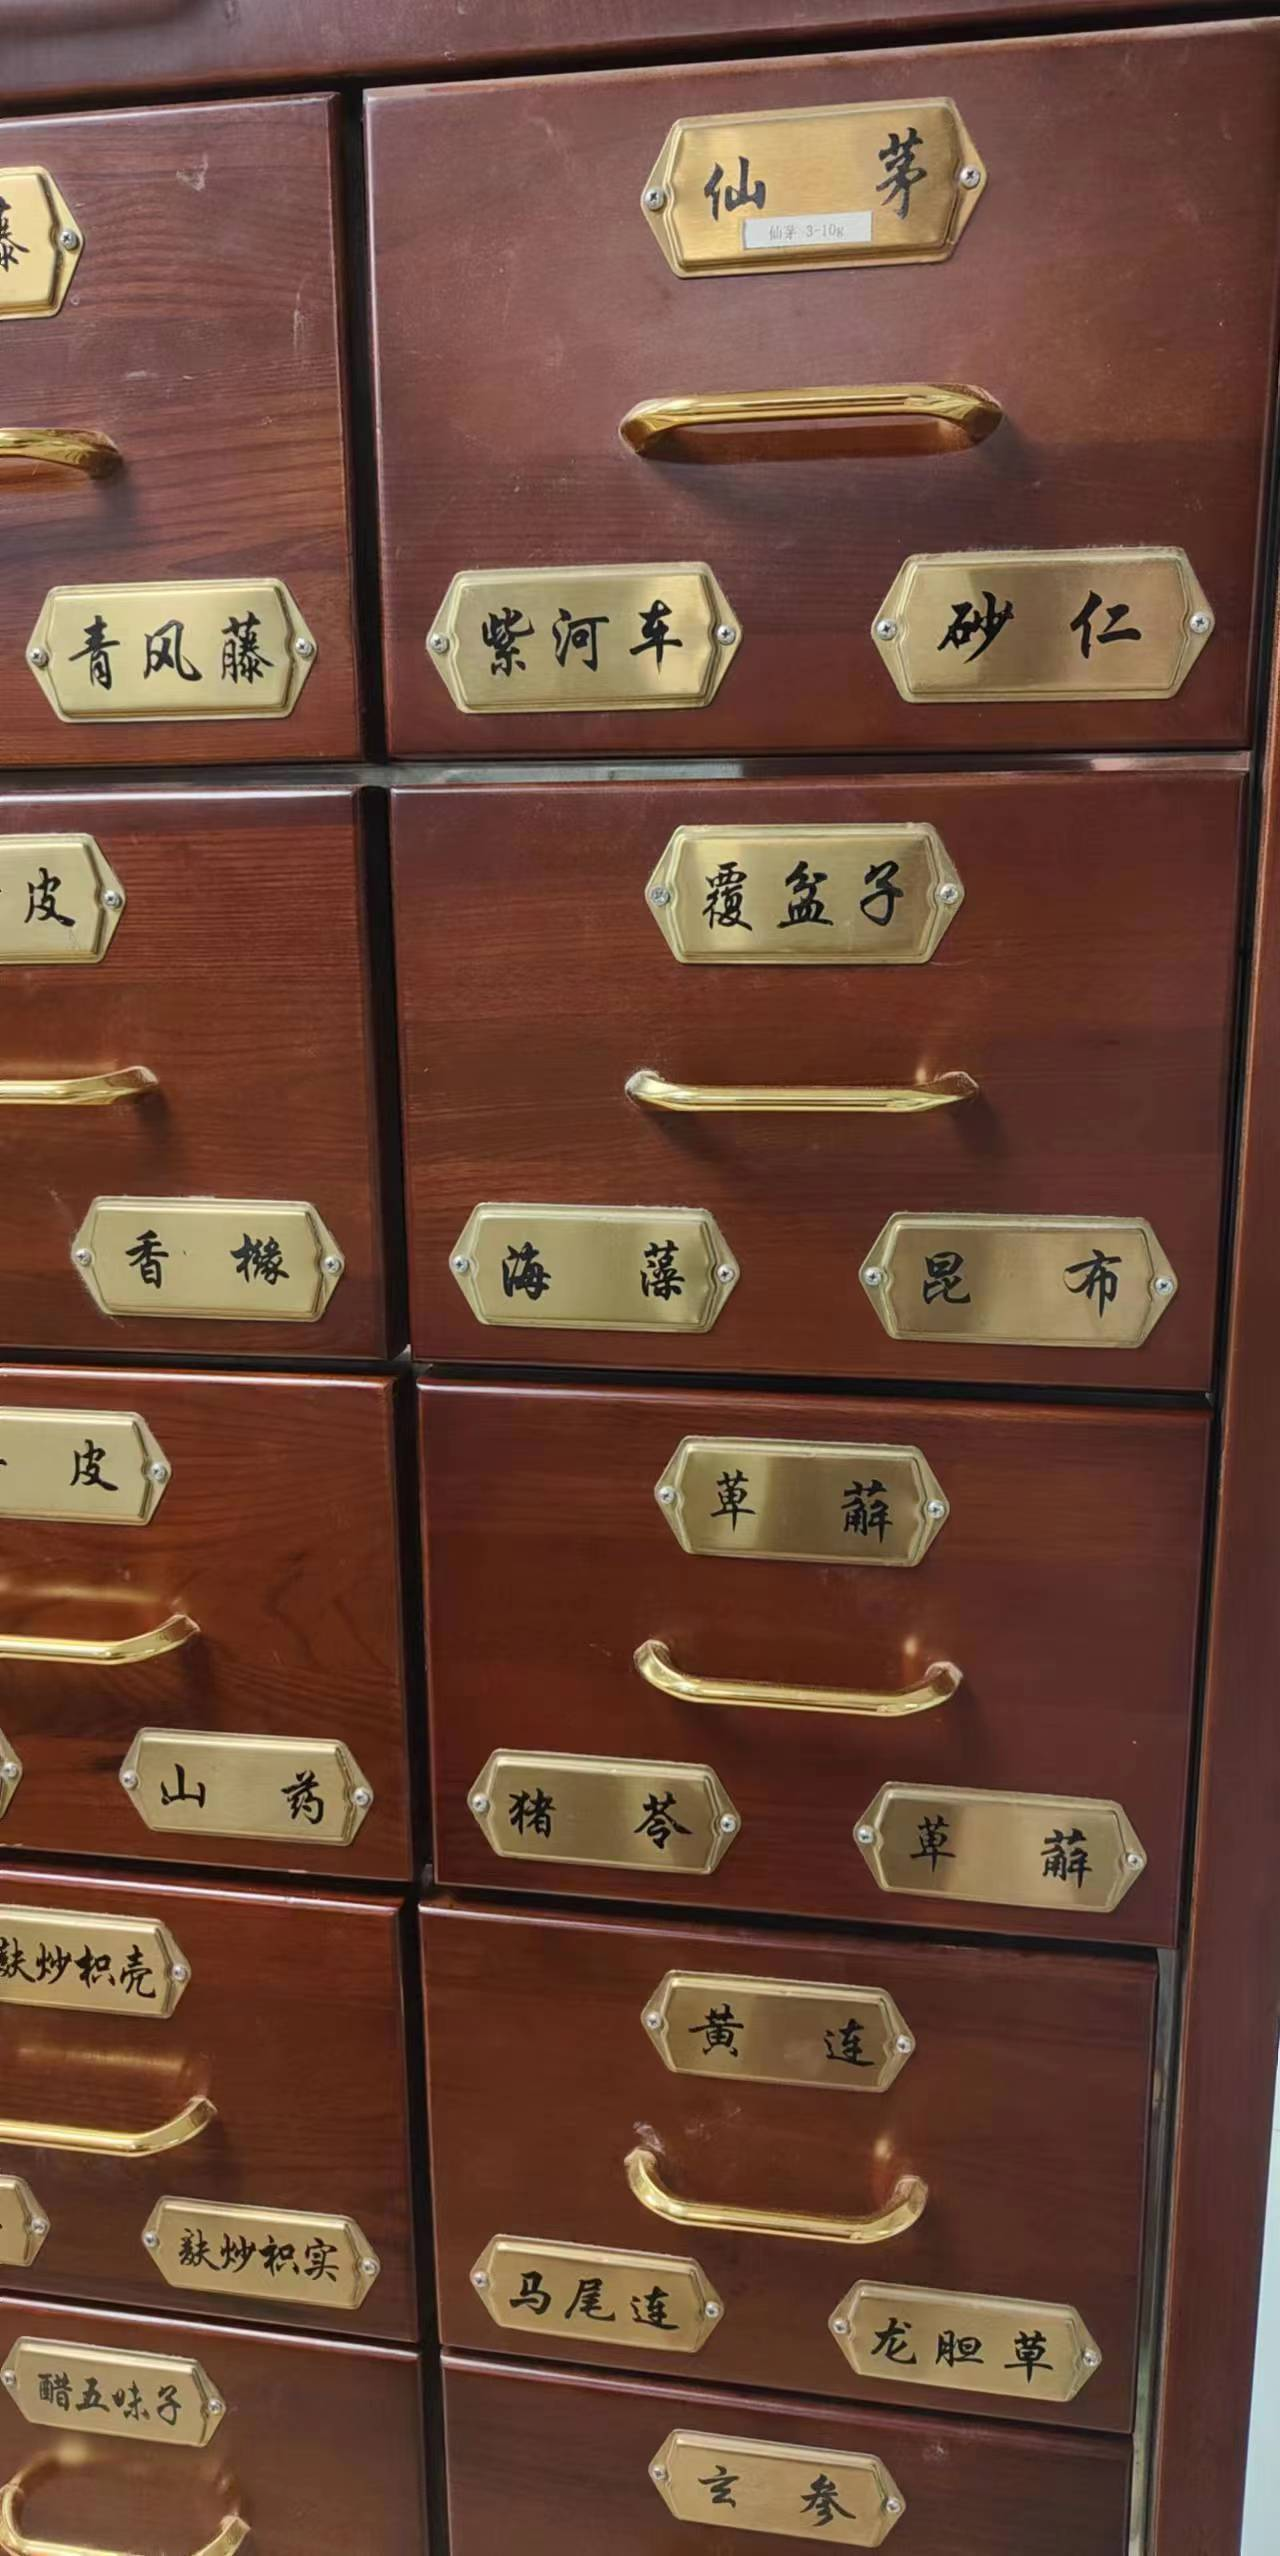 藤
仙茅
仙茅 3-10g
青风藤
紫河车
砂仁
皮
覆盆子
香橼
海藻
昆布
皮
萆薢
山药
猪苓
萆薢
麸炒枳壳
黄连
麸炒枳实
马尾连
龙胆草
醋五味子
玄参